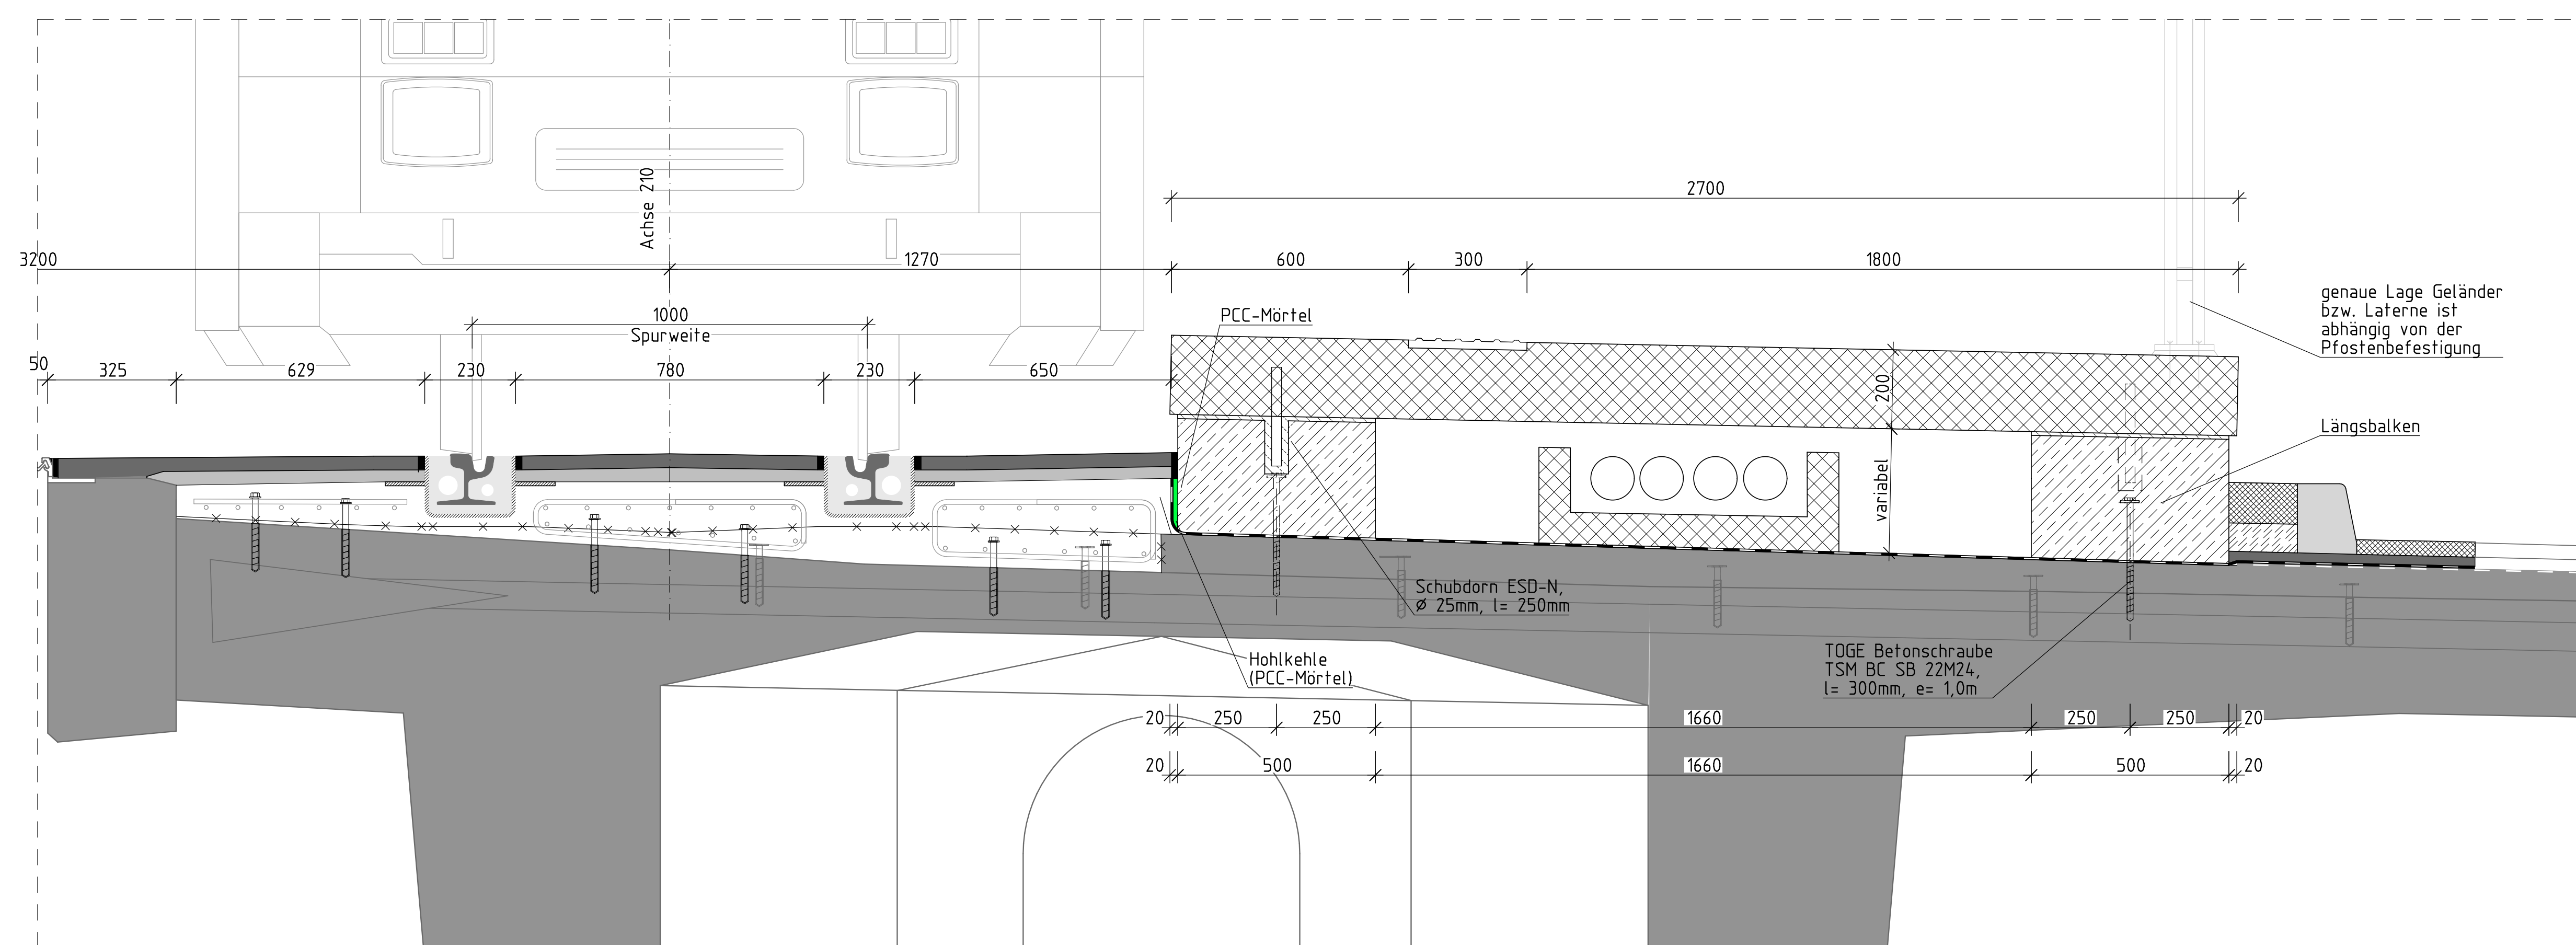 2700
Achse 210
3200
1270
600
300
1800
genaue Lage Geländer
bzw. Laterne ist
abhängig von der
Pfostenbefestigung
1000
Spurweite
PCC-Mörtel
50
325
629
230
780
230
650
200
Längsbalken
variabel
Schubdorn ESD-N,
Ø 25mm, l= 250mm
TOGE Betonschraube
TSM BC SB 22M24,
l= 300mm, e= 1,0m
Hohlkehle
(PCC-Mörtel)
20
250
250
1660
250
250
20
20
500
1660
500
20